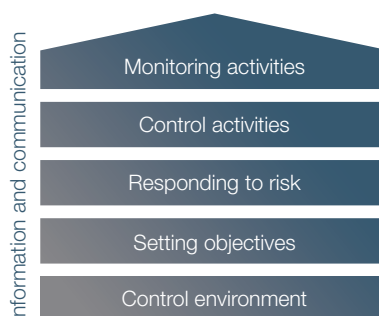 Monitoring activities
Control activities
Responding to risk
Setting objectives
Control environment
nformation and communication